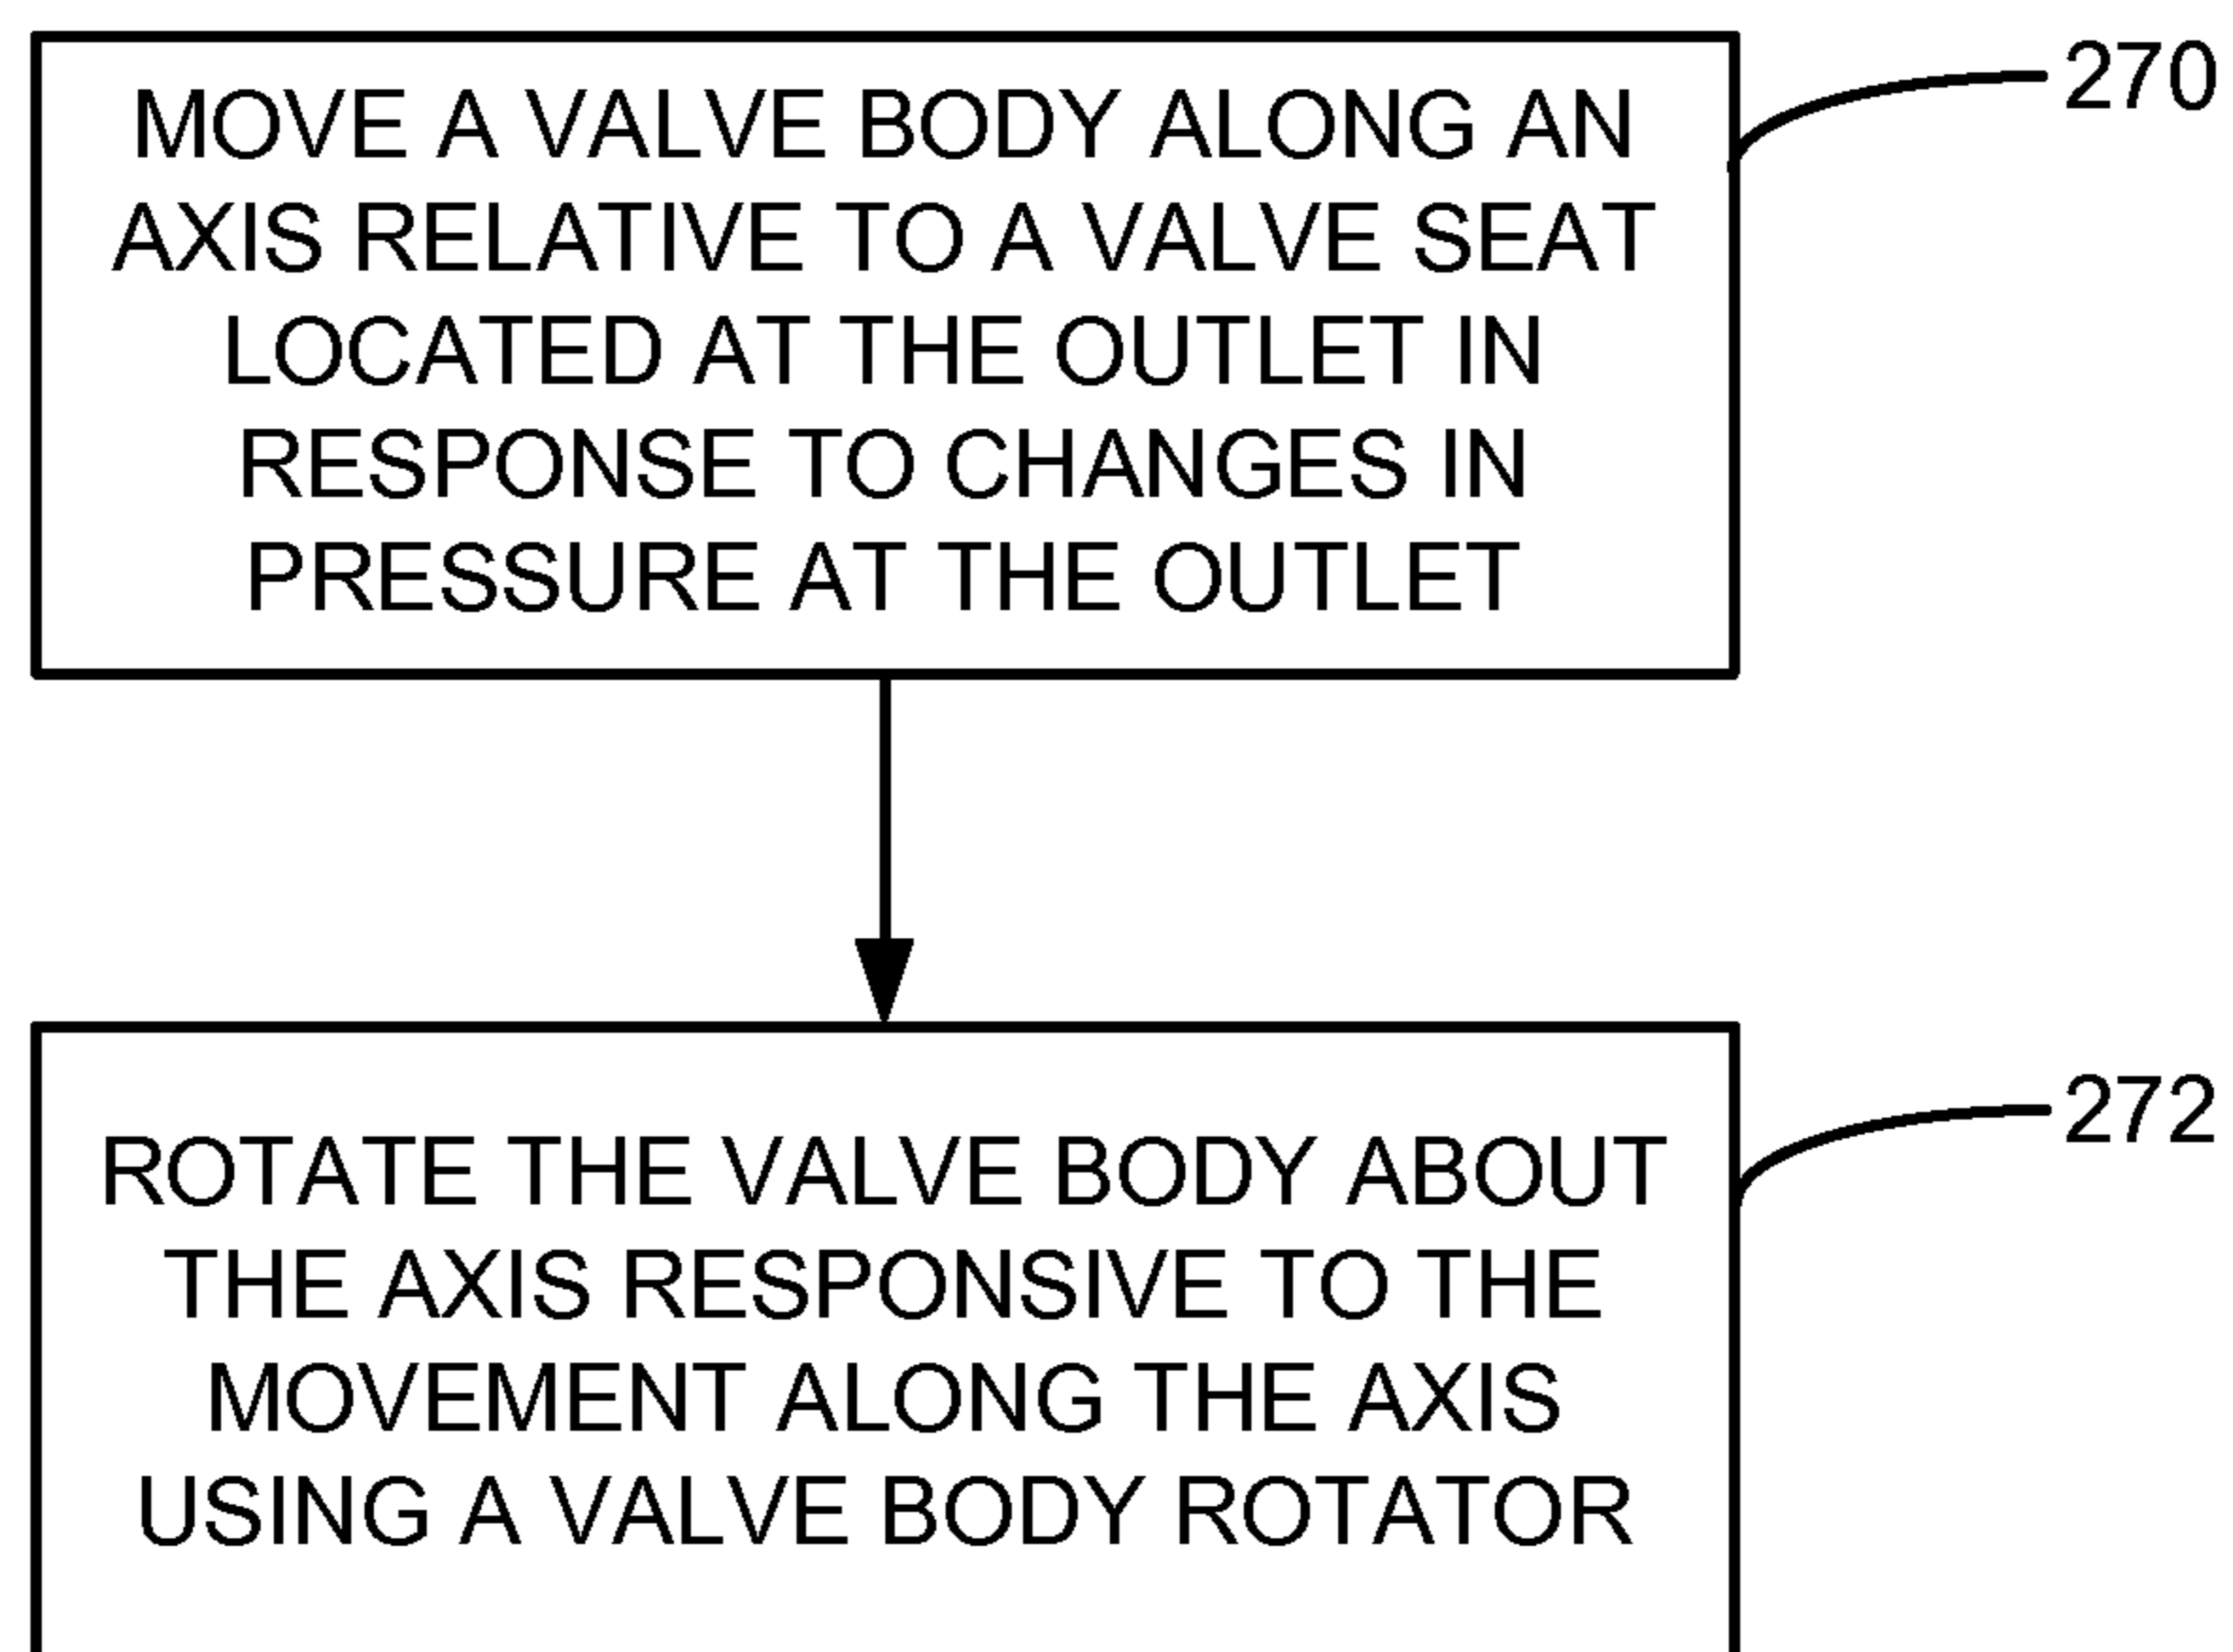 MOVE A VALVE BODY ALONG AN
AXIS RELATIVE TO A VALVE SEAT
LOCATED AT THE OUTLET IN
RESPONSE TO CHANGES IN
PRESSURE AT THE OUTLET
270
ROTATE THE VALVE BODY ABOUT
THE AXIS RESPONSIVE TO THE
MOVEMENT ALONG THE AXIS
USING A VALVE BODY ROTATOR
272